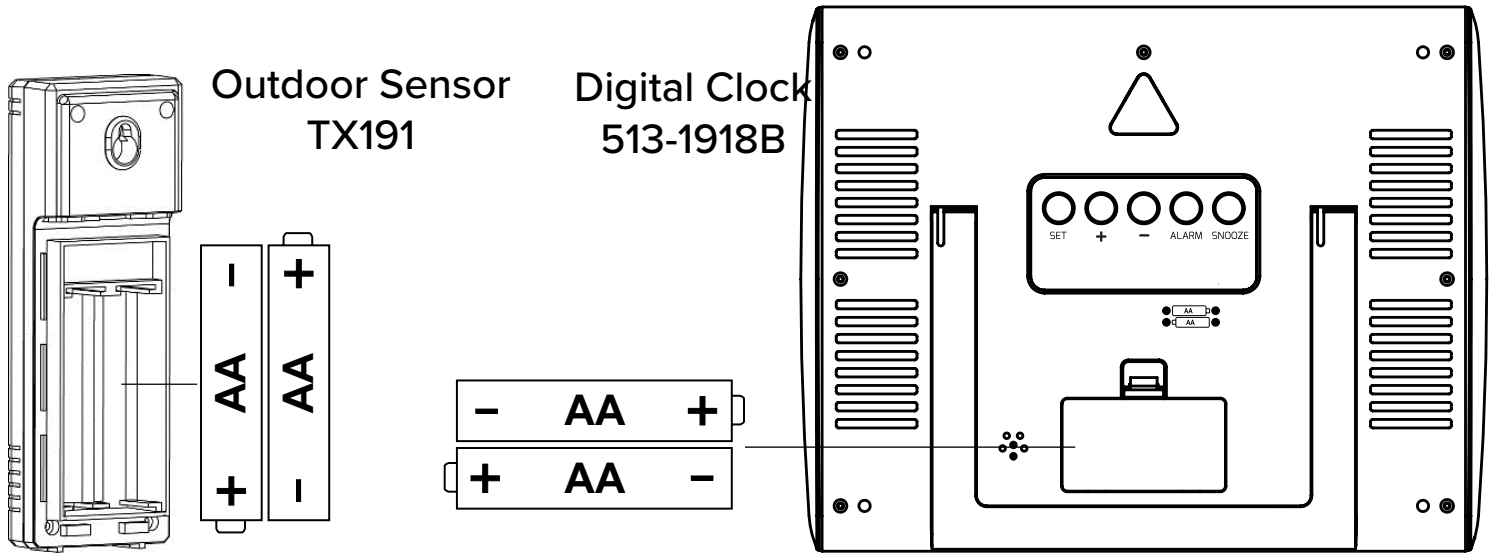 Outdoor Sensor
TX191
Digital Clock
513-1918B
SET + − ALARM SNOOZE
AA
AA
− AA +
+ AA −
− AA +
+ AA −